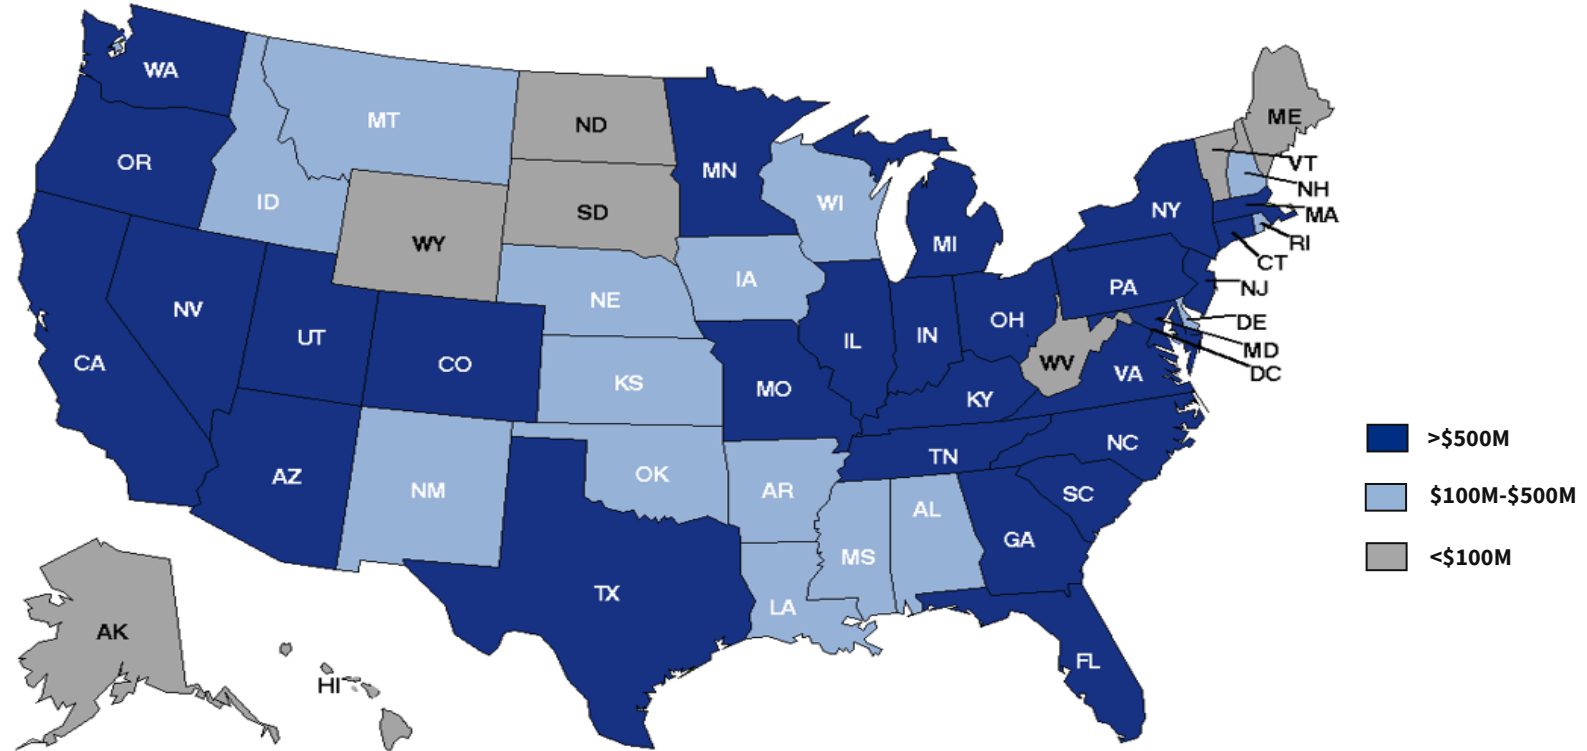 WA
MT
ND
ME
OR
MN
VT
ID
WI
NH
SD
NY
MA
WY
MI
RI
CT
IA
PA
NJ
NE
NV
OH
DE
UT
IL
IN
MD
CO
WV
DC
CA
KS
MO
VA
KY
NC
>$500M
TN
AZ
OK
NM
AR
SC
$100M-$500M
AL
GA
MS
<$100M
TX
LA
AK
FL
HI